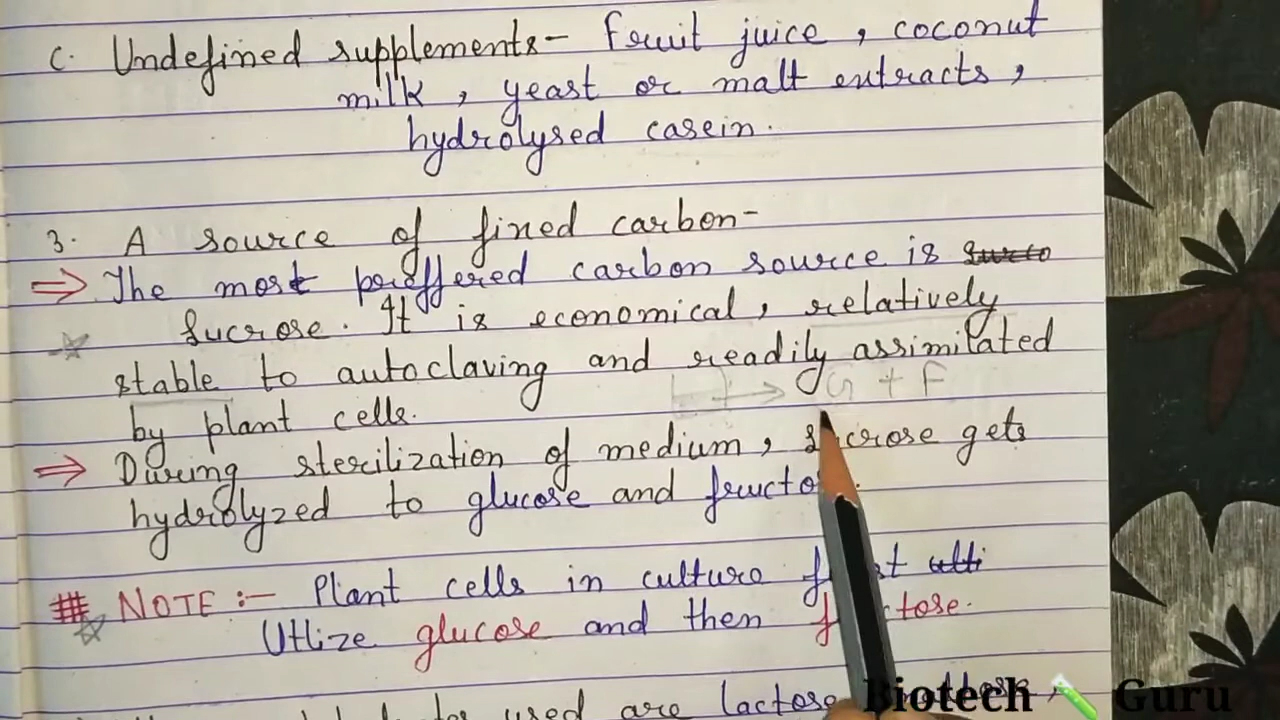 C. Undefined supplements- Fruit juice, coconut
milk, yeast or malt extracts,
hydrolysed casein.
3. A source of fixed carbon-
⇒ The most preffered carbon source is
sucrose. It is economical, relatively
stable to autoclaving and readily assimilated
G + F
by plant cells.
⇒ During sterilization of medium, sucrose gets
hydrolyzed to glucose and fructo
# NOTE :- Plant cells in culture
Utlize glucose and then
used are lactose
Biotech Guru